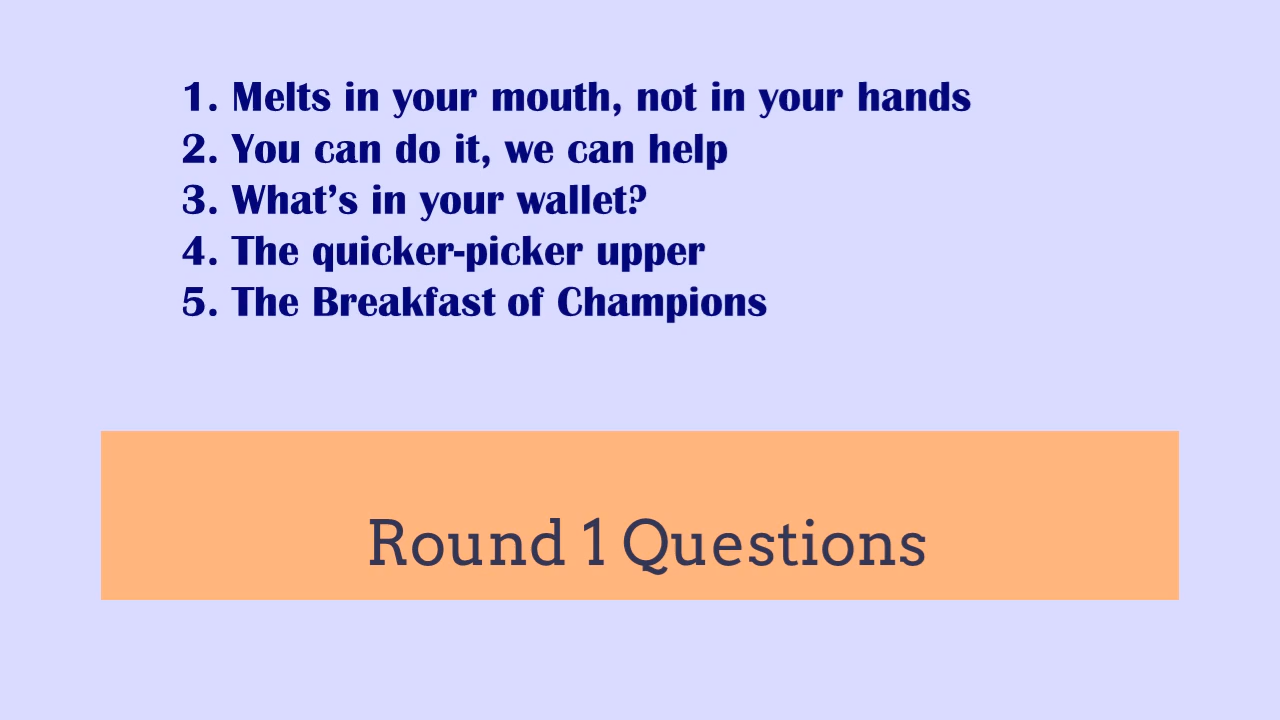 1. Melts in your mouth, not in your hands
2. You can do it, we can help
3. What’s in your wallet?
4. The quicker-picker upper
5. The Breakfast of Champions
Round 1 Questions